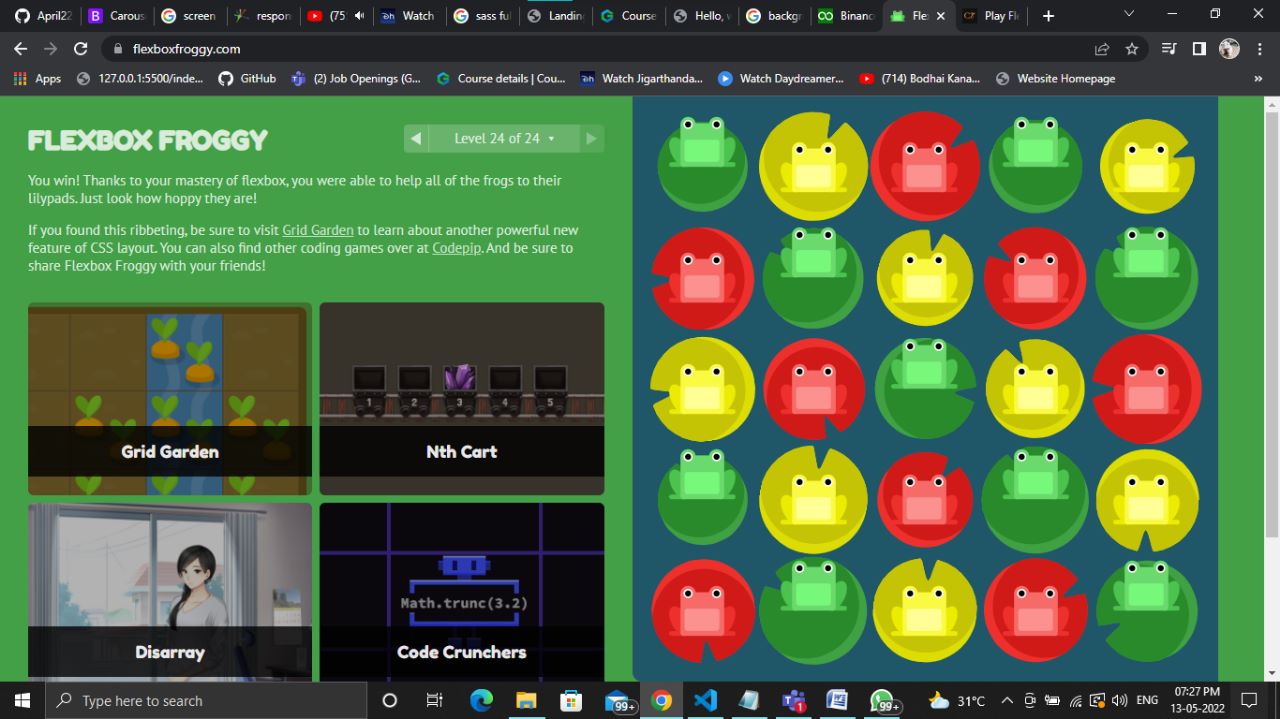 April22
Carous
screen
respon
(75
Watch
sass ful
Landin
Course
Hello, w
backgr
Binanc
Fle
Play Fl
flexboxfroggy.com
Apps
127.0.0.1:5500/inde...
GitHub
(2) Job Openings (G...
Course details | Cou...
Watch Jigarthanda...
Watch Daydreamer...
(714) Bodhai Kana...
Website Homepage
»
FLEXBOX FROGGY
Level 24 of 24
You win! Thanks to your mastery of flexbox, you were able to help all of the frogs to their
lilypads. Just look how hoppy they are!
If you found this ribbeting, be sure to visit Grid Garden to learn about another powerful new
feature of CSS layout. You can also find other coding games over at Codepip. And be sure to
share Flexbox Froggy with your friends!
1 2 3 4 5
Grid Garden
Nth Cart
Math.trunc(3.2)
Disarray
Code Crunchers
Type here to search
99+
1
99+
31°C
ENG
07:27 PM
13-05-2022